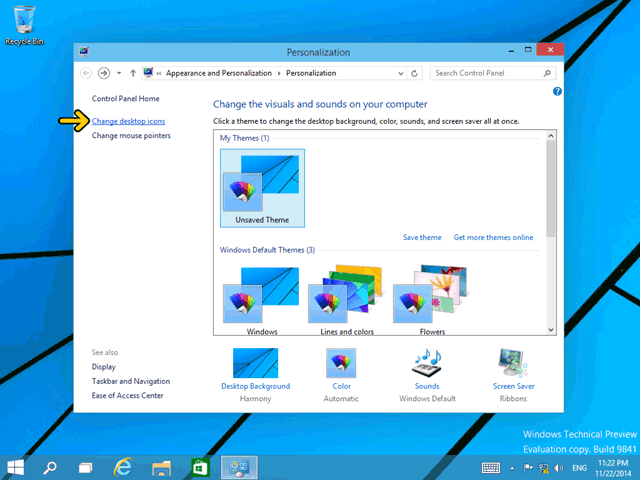 Recycle Bin
Personalization
« Appearance and Personalization Personalization
Search Control Panel
Control Panel Home
Change desktop icons
Change mouse pointers
Change the visuals and sounds on your computer
Click a theme to change the desktop background, color, sounds, and screen saver all at once.
My Themes (1)
Unsaved Theme
Save theme Get more themes online
Windows Default Themes (3)
Windows Lines and colors Flowers
See also
Display
Taskbar and Navigation
Ease of Access Center
Desktop Background Color Sounds Screen Saver
Harmony Automatic Windows Default Ribbons
Windows Technical Preview
Evaluation copy. Build 9841
ENG
11:22 PM
11/22/2014